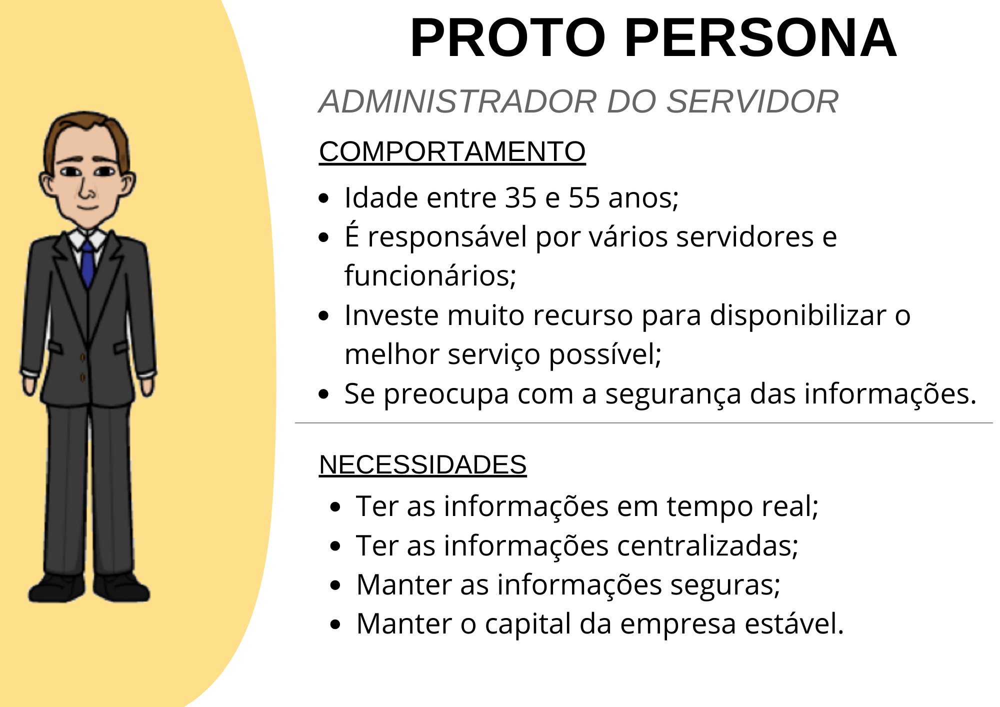 PROTO PERSONA
ADMINISTRADOR DO SERVIDOR
COMPORTAMENTO
• Idade entre 35 e 55 anos;
• É responsável por vários servidores e
funcionários;
• Investe muito recurso para disponibilizar o
melhor serviço possível;
• Se preocupa com a segurança das informações.
NECESSIDADES
• Ter as informações em tempo real;
• Ter as informações centralizadas;
• Manter as informações seguras;
• Manter o capital da empresa estável.